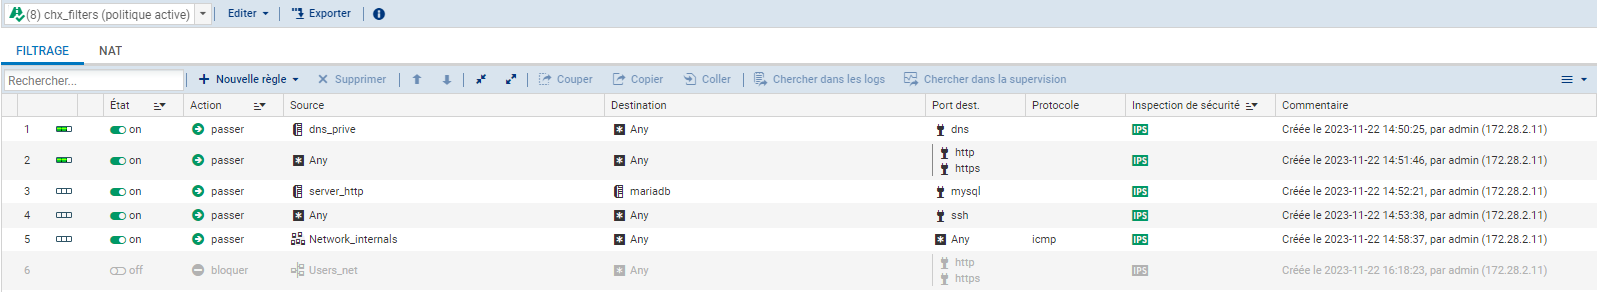 (8) chx_filters (politique active) Editer Exporter
FILTRAGE NAT
Rechercher... Nouvelle règle Supprimer Couper Copier Coller Chercher dans les logs Chercher dans la supervision
État Action Source Destination Port dest. Protocole Inspection de sécurité Commentaire
1 on passer dns_prive Any dns IPS Créée le 2023-11-22 14:50:25, par admin (172.28.2.11)
2 on passer Any Any http IPS Créée le 2023-11-22 14:51:46, par admin (172.28.2.11)
https
3 on passer server_http mariadb mysql IPS Créée le 2023-11-22 14:52:21, par admin (172.28.2.11)
4 on passer Any Any ssh IPS Créée le 2023-11-22 14:53:38, par admin (172.28.2.11)
5 on passer Network_internals Any Any icmp IPS Créée le 2023-11-22 14:58:37, par admin (172.28.2.11)
6 off bloquer Users_net Any http IPS Créée le 2023-11-22 16:18:23, par admin (172.28.2.11)
https